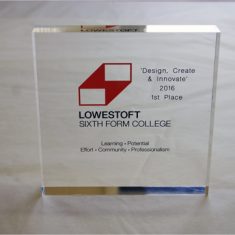 'Design, Create
& Innovate'
2016
1st Place
LOWESTOFT
SIXTH FORM COLLEGE
Learning • Potential
Effort • Community • Professionalism